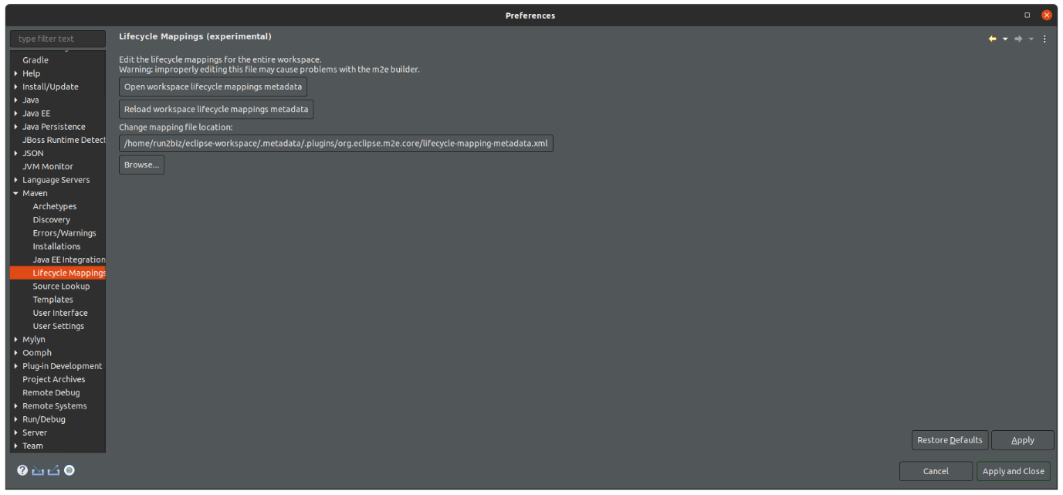 Preferences
type filter text
Lifecycle Mappings (experimental)
Gradle
Help
Install/Update
Java
Java EE
Java Persistence
JBoss Runtime Detect
JSON
JVM Monitor
Language Servers
Maven
Archetypes
Discovery
Errors/Warnings
Installations
Java EE Integration
Lifecycle Mappings
Source Lookup
Templates
User Interface
User Settings
Mylyn
Oomph
Plug-in Development
Project Archives
Remote Debug
Remote Systems
Run/Debug
Server
Team
Edit the lifecycle mappings for the entire workspace.
Warning: improperly editing this file may cause problems with the m2e builder.
Open workspace lifecycle mappings metadata
Reload workspace lifecycle mappings metadata
Change mapping file location:
/home/run2biz/eclipse-workspace/.metadata/.plugins/org.eclipse.m2e.core/lifecycle-mapping-metadata.xml
Browse...
Restore Defaults
Apply
Cancel
Apply and Close